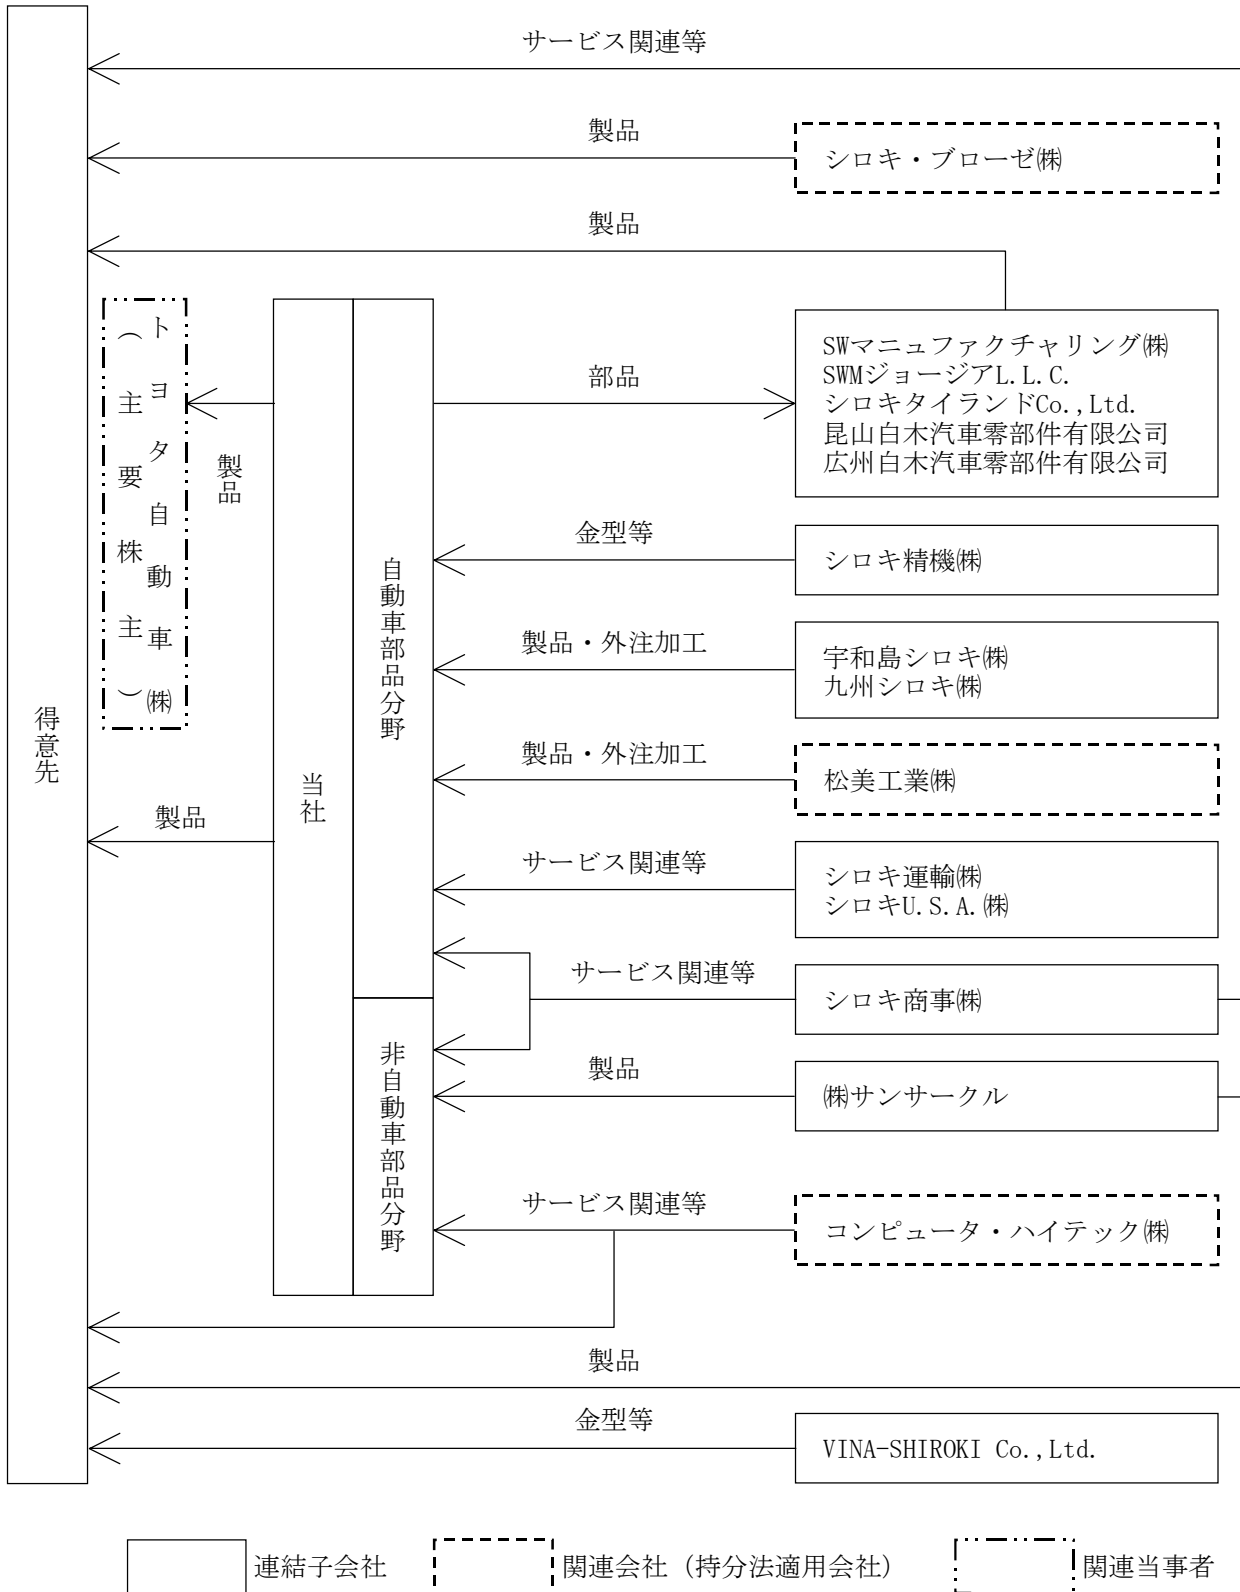 サービス関連等
製品
シロキ・ブローゼ㈱
製品
トヨタ自動車㈱
（主要株主）
製品
部品
SWマニュファクチャリング㈱
SWMジョージアL.L.C.
シロキタイランドCo.,Ltd.
昆山白木汽車零部件有限公司
広州白木汽車零部件有限公司
金型等
シロキ精機㈱
自動車部品分野
製品・外注加工
宇和島シロキ㈱
九州シロキ㈱
得意先
当社
製品・外注加工
松美工業㈱
製品
サービス関連等
シロキ運輸㈱
シロキU.S.A.㈱
サービス関連等
シロキ商事㈱
非自動車部品分野
製品
㈱サンサークル
サービス関連等
コンピュータ・ハイテック㈱
製品
金型等
VINA-SHIROKI Co.,Ltd.
連結子会社
関連会社（持分法適用会社）
関連当事者